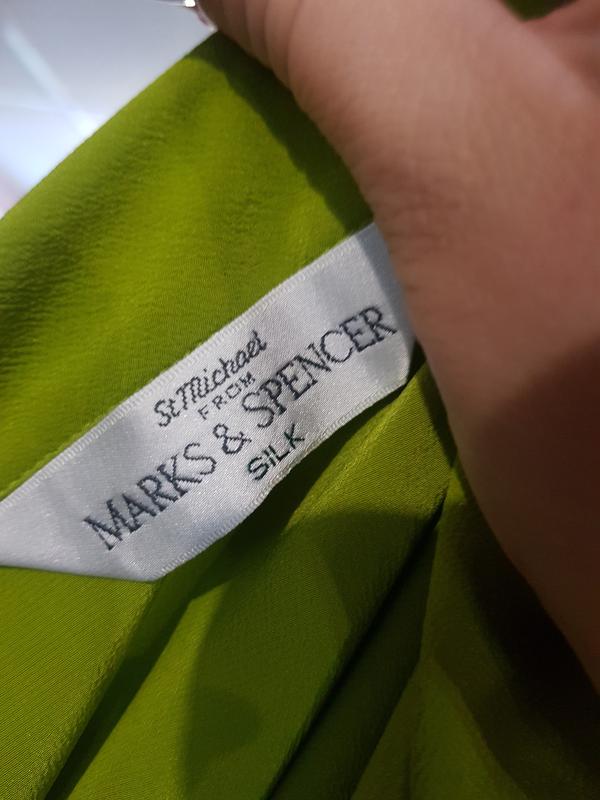 St Michael
FROM
MARKS & SPENCER
SILK